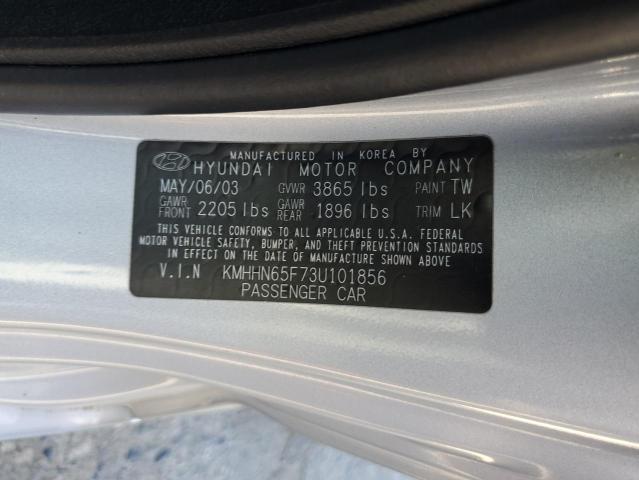 MANUFACTURED IN KOREA BY
HYUNDAI MOTOR COMPANY
MAY/06/03 GVWR 3865 lbs PAINT TW
GAWR FRONT 2205 lbs GAWR REAR 1896 lbs TRIM LK
THIS VEHICLE CONFORMS TO ALL APPLICABLE U.S.A. FEDERAL
MOTOR VEHICLE SAFETY, BUMPER, AND THEFT PREVENTION STANDARDS
IN EFFECT ON THE DATE OF MANUFACTURE SHOWN ABOVE
V.I.N KMHHN65F73U101856
PASSENGER CAR